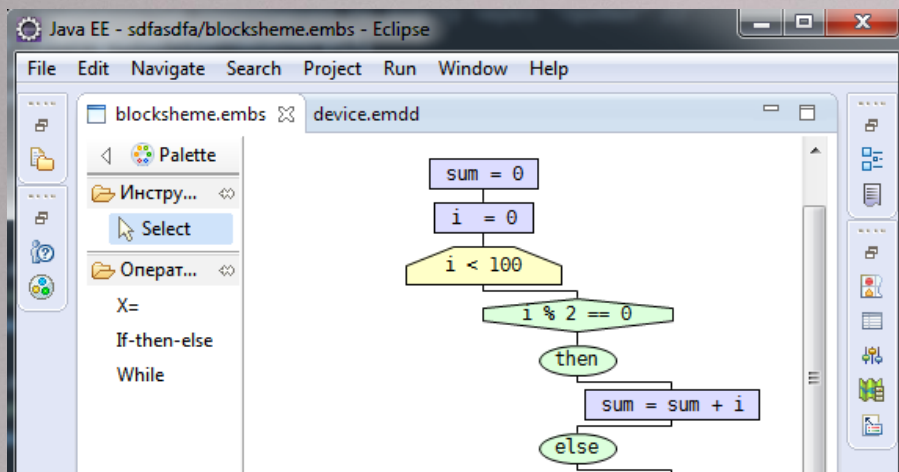 Java EE - sdfasdfa/blocksheme.embs - Eclipse
File Edit Navigate Search Project Run Window Help
blocksheme.embs device.emdd
Palette
Инстру...
Select
Операт...
X=
If-then-else
While
sum = 0
i = 0
i < 100
i % 2 == 0
then
sum = sum + i
else